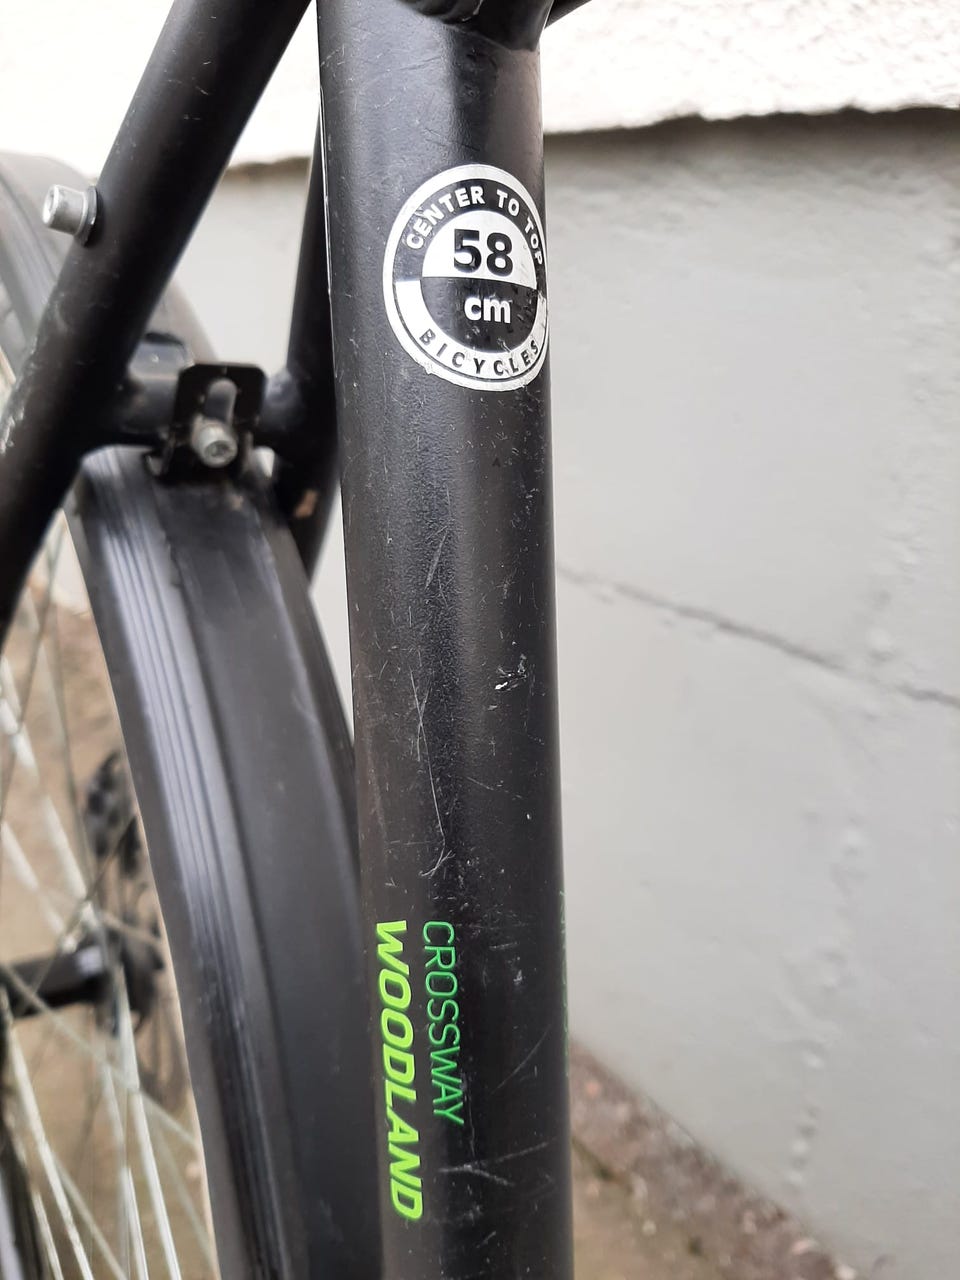 CENTER TO TOP
58
cm
BICYCLES
CROSSWAY
WOODLAND